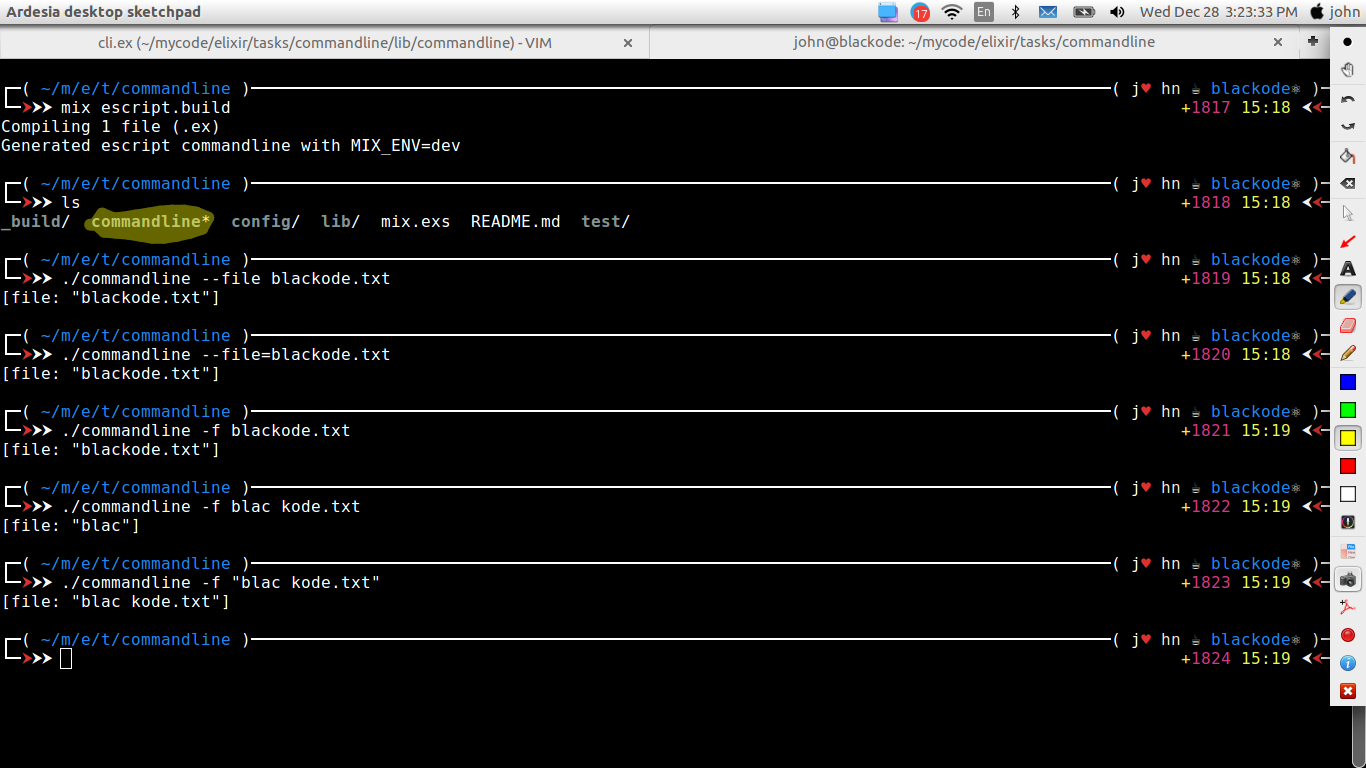 Ardesia desktop sketchpad 17 En Wed Dec 28 3:23:33 PM john
cli.ex (~/mycode/elixir/tasks/commandline/lib/commandline) - VIM × john@blackode: ~/mycode/elixir/tasks/commandline ×
( ~/m/e/t/commandline ) ( j♥ hn ☕ blackode⚛ )
mix escript.build +1817 15:18
Compiling 1 file (.ex)
Generated escript commandline with MIX_ENV=dev
( ~/m/e/t/commandline ) ( j♥ hn ☕ blackode⚛ )
ls +1818 15:18
_build/ commandline* config/ lib/ mix.exs README.md test/
( ~/m/e/t/commandline ) ( j♥ hn ☕ blackode⚛ )
./commandline --file blackode.txt +1819 15:18
[file: "blackode.txt"]
( ~/m/e/t/commandline ) ( j♥ hn ☕ blackode⚛ )
./commandline --file=blackode.txt +1820 15:18
[file: "blackode.txt"]
( ~/m/e/t/commandline ) ( j♥ hn ☕ blackode⚛ )
./commandline -f blackode.txt +1821 15:19
[file: "blackode.txt"]
( ~/m/e/t/commandline ) ( j♥ hn ☕ blackode⚛ )
./commandline -f blac kode.txt +1822 15:19
[file: "blac"]
( ~/m/e/t/commandline ) ( j♥ hn ☕ blackode⚛ )
./commandline -f "blac kode.txt" +1823 15:19
[file: "blac kode.txt"]
( ~/m/e/t/commandline ) ( j♥ hn ☕ blackode⚛ )
+1824 15:19